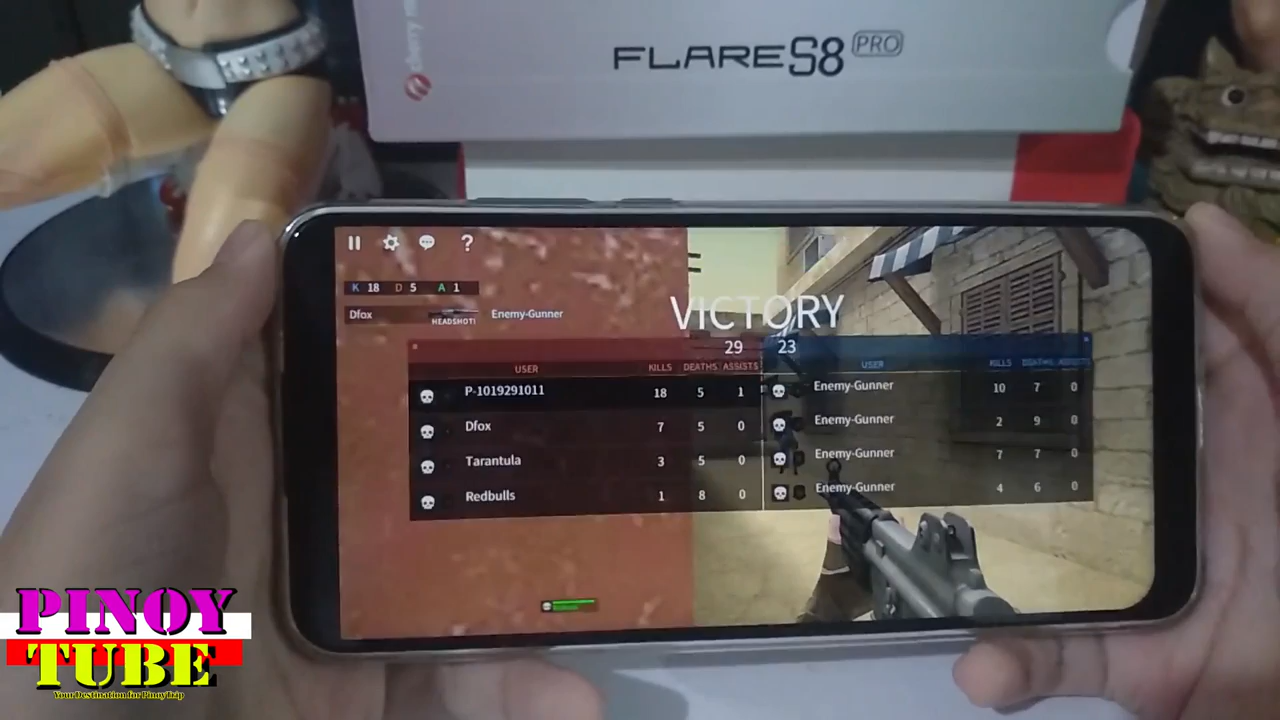 cherry
FLARE S8 PRO
?
K 18 D 5 A 1
Dfox HEADSHOT! Enemy-Gunner
VICTORY
29 23
USER KILLS DEATHS ASSISTS
P-1019291011 18 5 1
Dfox 7 5 0
Tarantula 3 5 0
Redbulls 1 8 0
USER KILLS DEATHS ASSISTS
Enemy-Gunner 10 7 0
Enemy-Gunner 2 9 0
Enemy-Gunner 7 7 0
Enemy-Gunner 4 6 0
PINOY
TUBE
Your Destination for PinoyTrip